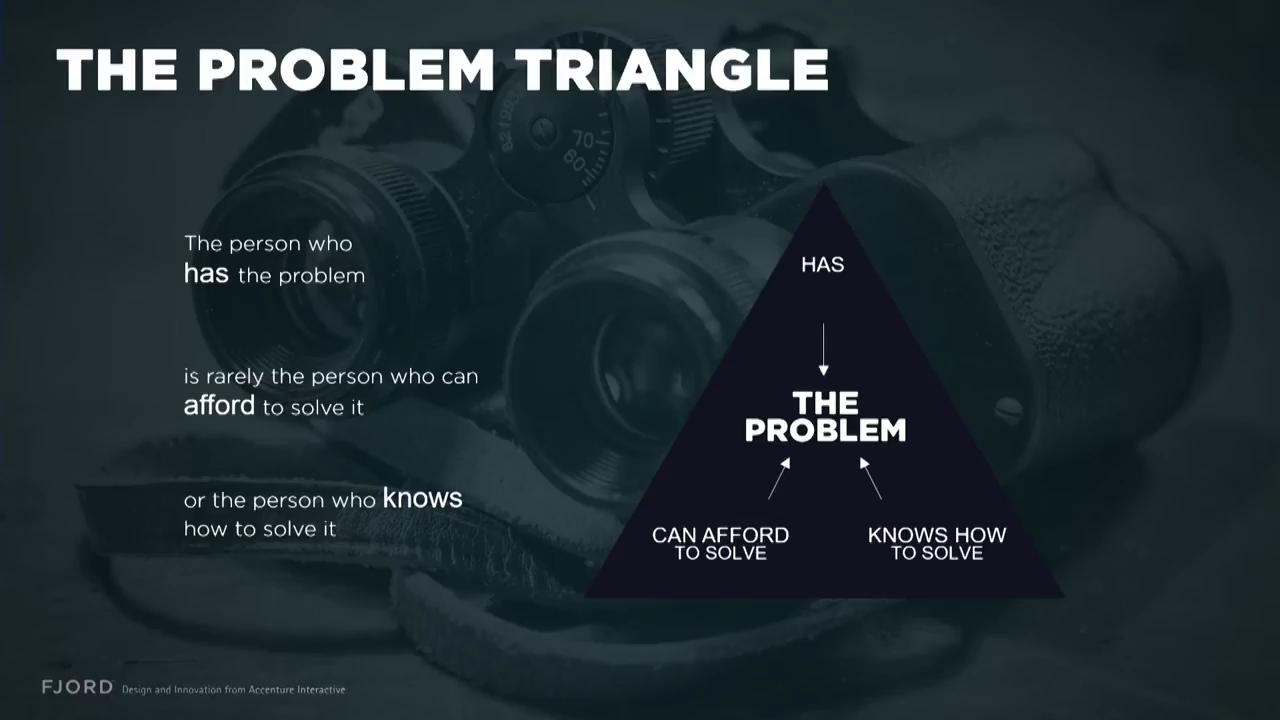 THE PROBLEM TRIANGLE
The person who
has the problem
is rarely the person who can
afford to solve it
or the person who knows
how to solve it
HAS
THE
PROBLEM
CAN AFFORD
TO SOLVE
KNOWS HOW
TO SOLVE
70
60
FJORD Design and Innovation from Accenture Interactive